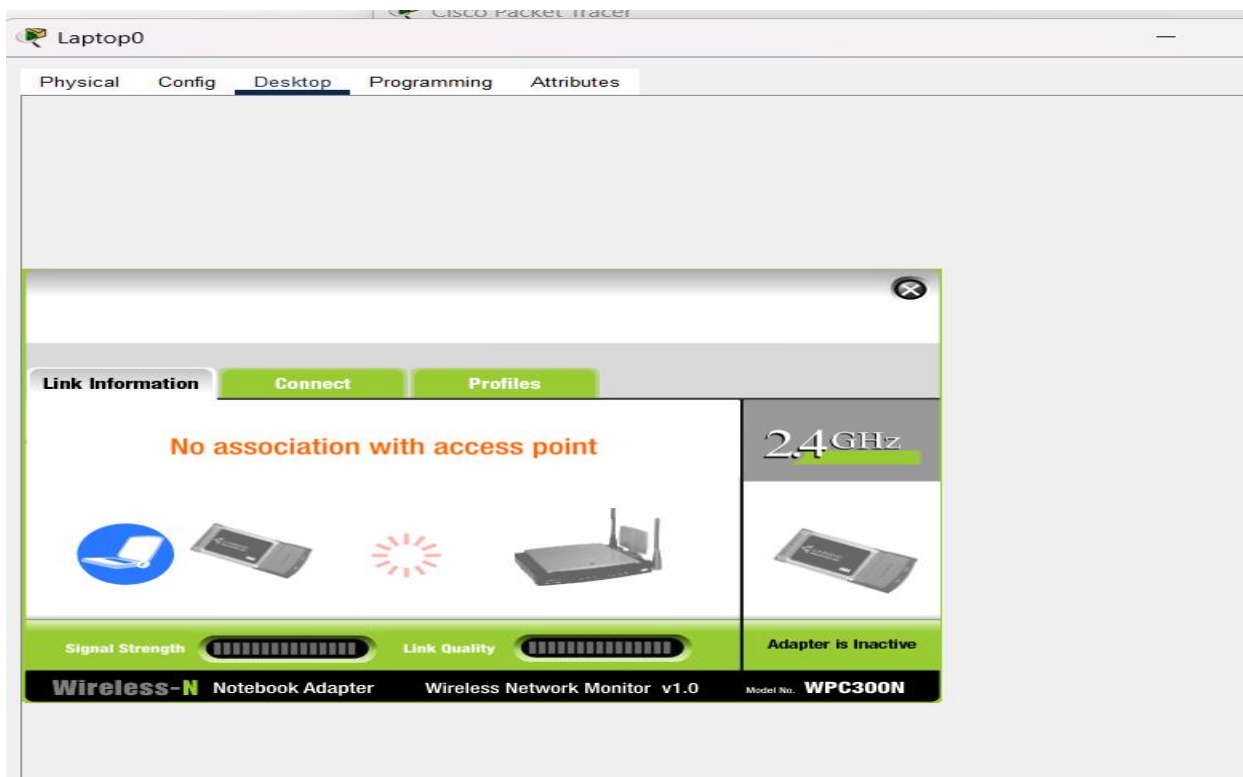 Cisco Packet Tracer
Laptop0
Physical Config Desktop Programming Attributes
Link Information Connect Profiles
No association with access point
2.4GHz
Signal Strength Link Quality Adapter is Inactive
Wireless-N Notebook Adapter Wireless Network Monitor v1.0 Model No. WPC300N